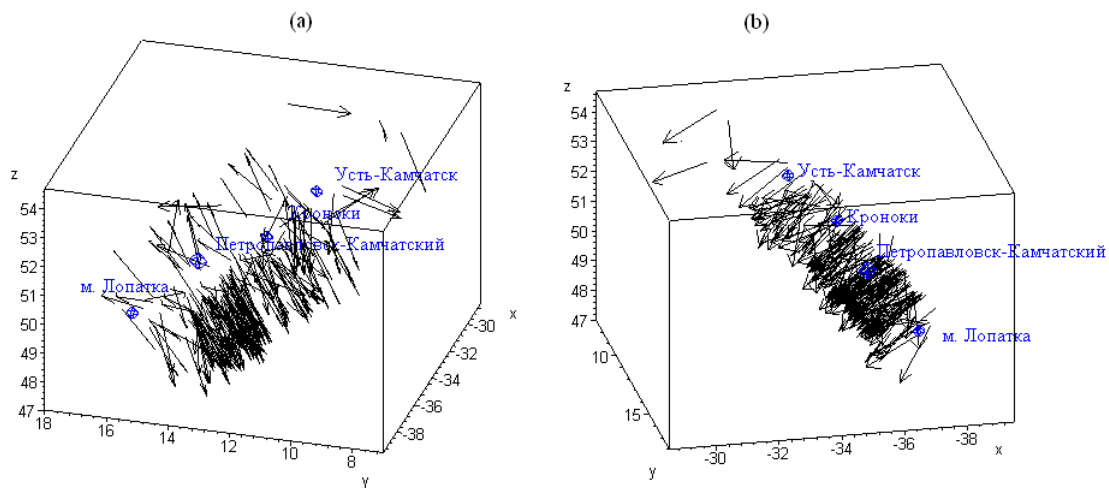 (a)
(b)
z
54
53
52
51
50
49
48
47
18
16
14
12
10
8
y
-30
-32
-34
-36
-38
x
Усть-Камчатск
Кроноки
Петропавловск-Камчатский
м. Лопатка
z
54
53
52
51
50
49
48
47
10
15
y
-30
-32
-34
-36
-38
x
Усть-Камчатск
Кроноки
Петропавловск-Камчатский
м. Лопатка